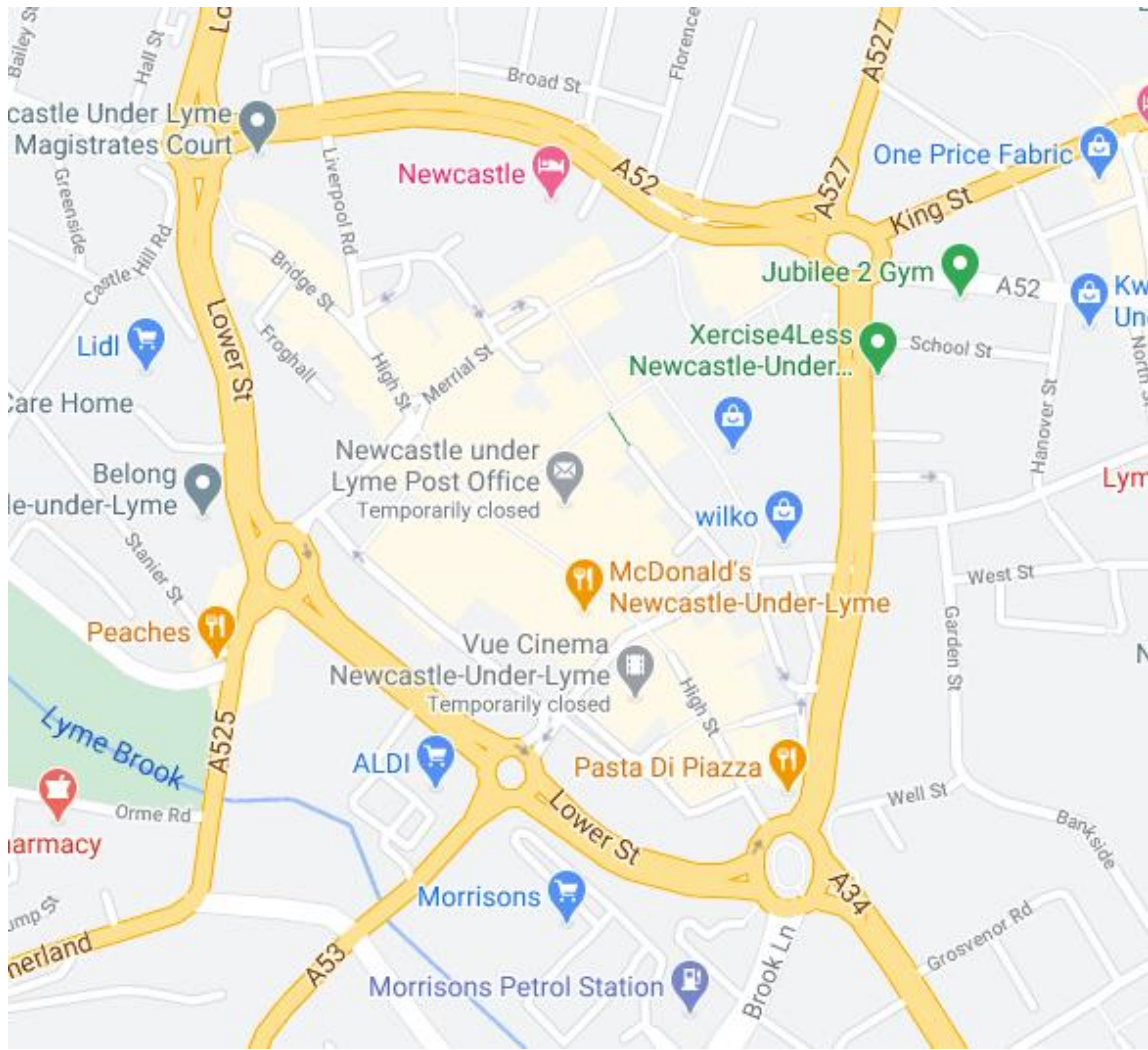 Bailey St
Hall St
Lo
Broad St
Florence
A527
castle Under Lyme
Magistrates Court
Liverpool Rd
Newcastle
A52
A527
One Price Fabric
King St
Greenside
Castle Hill Rd
Bridge St
Jubilee 2 Gym
A52
Kw
Un
Lidl
Lower St
Froghall
High St
Merrial St
Xercise4Less
Newcastle-Under...
School St
North St
Care Home
Hanover St
Newcastle under
Lyme Post Office
Temporarily closed
Belong
le-under-Lyme
Lym
wilko
Stanier St
McDonald's
Newcastle-Under-Lyme
West St
Garden St
Peaches
Vue Cinema
Newcastle-Under-Lyme
Temporarily closed
High St
N
Lyme Brook
A525
ALDI
Pasta Di Piazza
Orme Rd
harmacy
Lower St
Well St
Bankside
Morrisons
A34
ump St
nerland
A53
Grosvenor Rd
Morrisons Petrol Station
Brook Ln